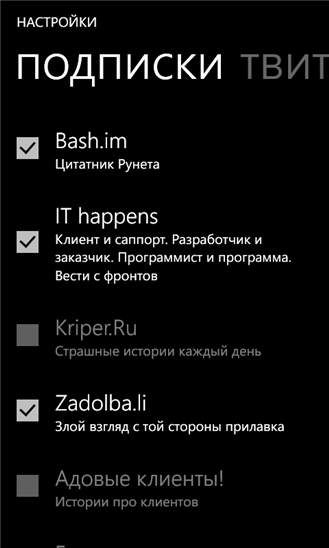 НАСТРОЙКИ
ПОДПИСКИ ТВИТ
Bash.im
Цитатник Рунета
IT happens
Клиент и саппорт. Разработчик и
заказчик. Программист и программа.
Вести с фронтов
Kriper.Ru
Страшные истории каждый день
Zadolba.li
Злой взгляд с той стороны прилавка
Адовые клиенты!
Истории про клиентов